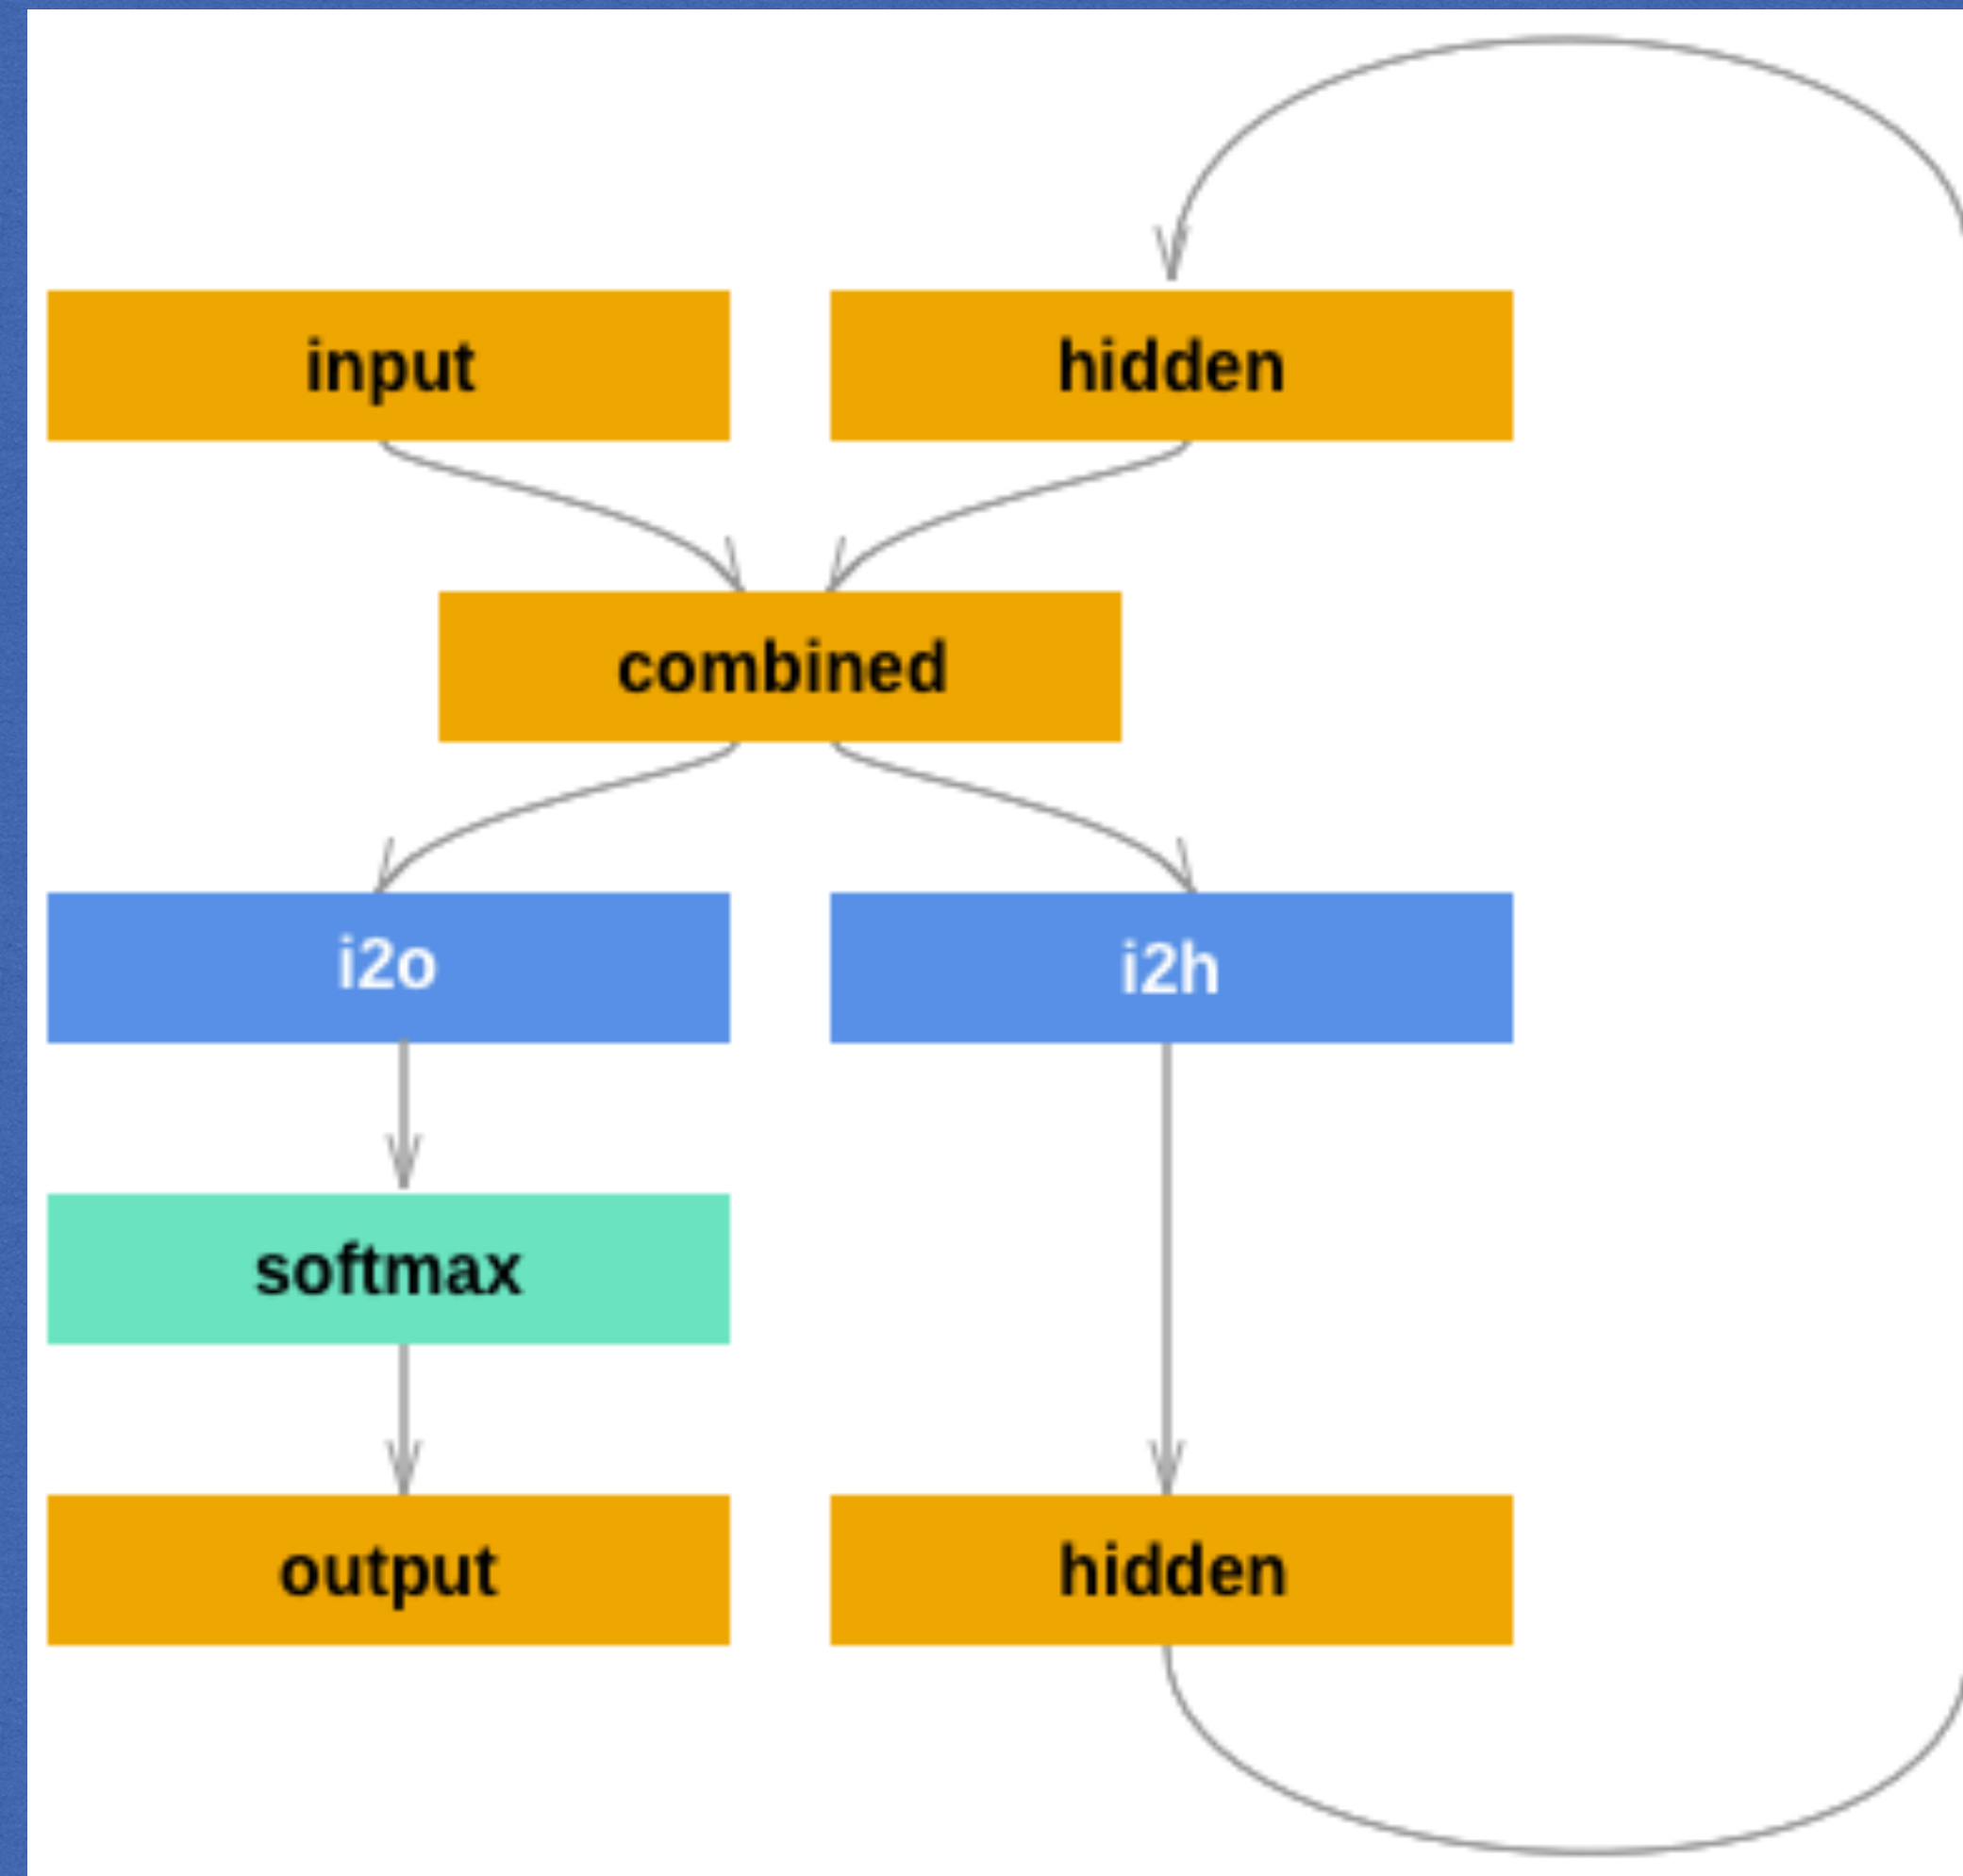 input
hidden
combined
i2o
i2h
softmax
output
hidden